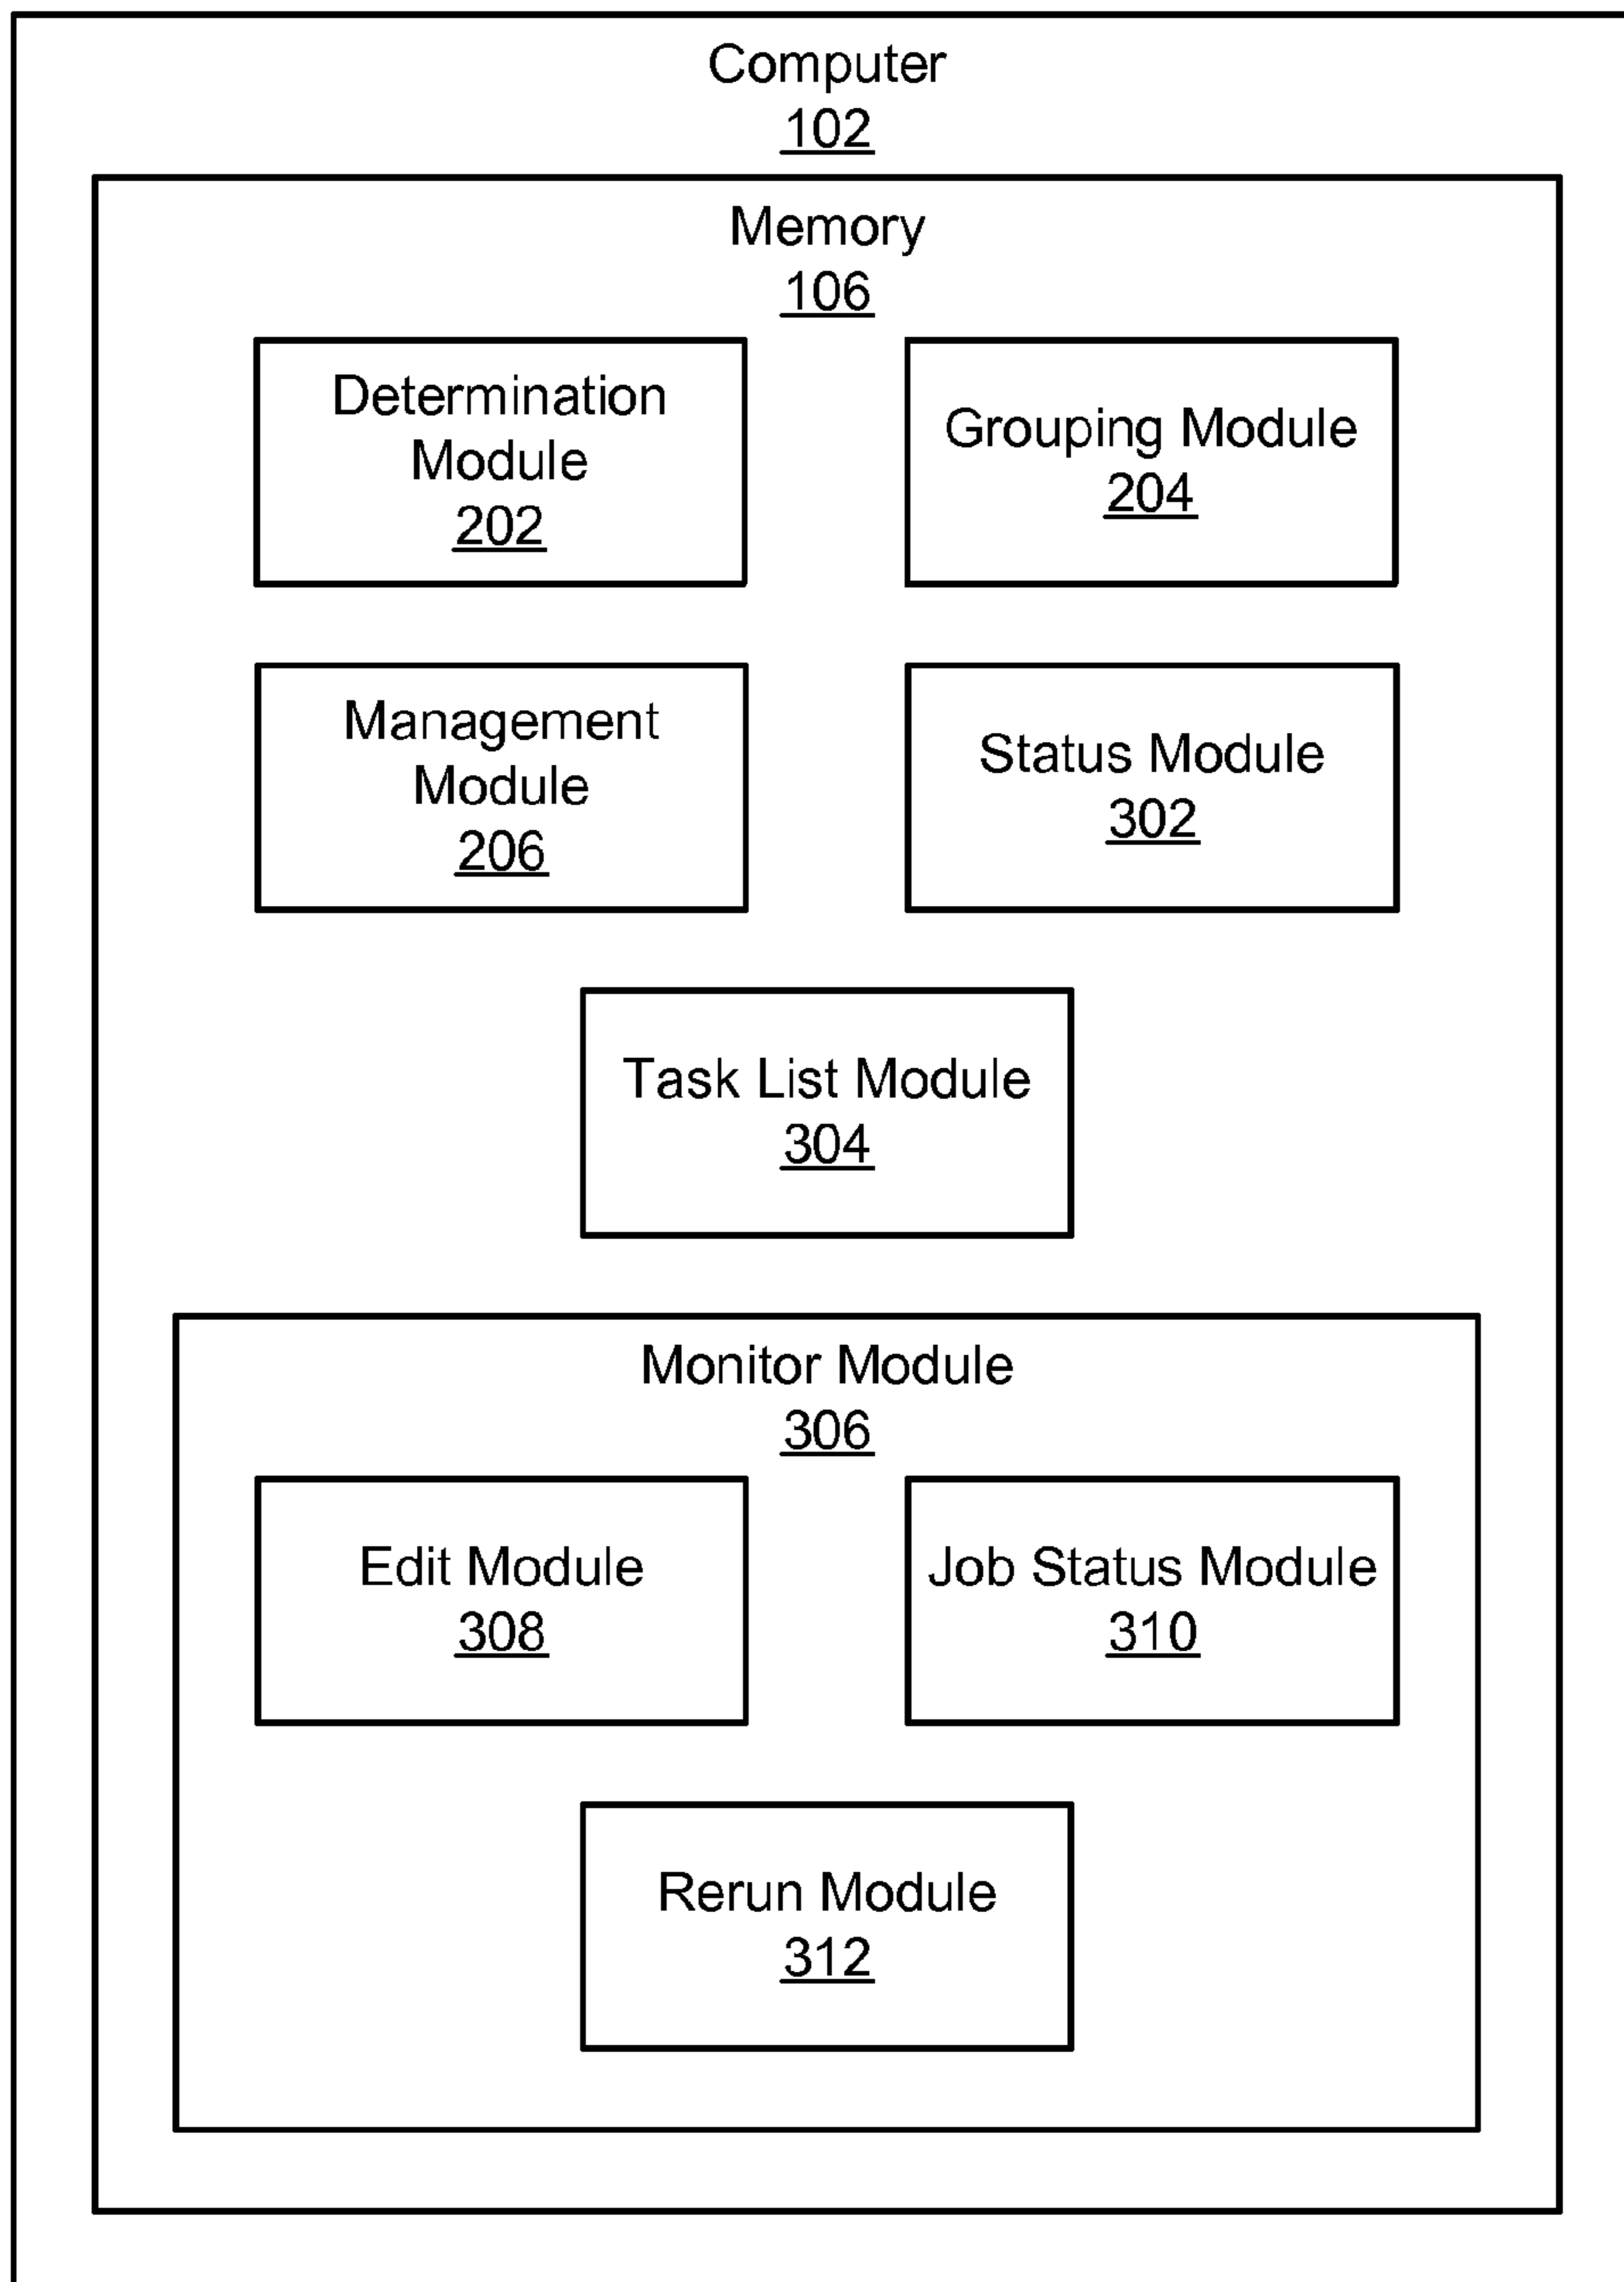 Computer
102
Memory
106
Determination
Module
202
Grouping Module
204
Management
Module
206
Status Module
302
Task List Module
304
Monitor Module
306
Edit Module
308
Job Status Module
310
Rerun Module
312